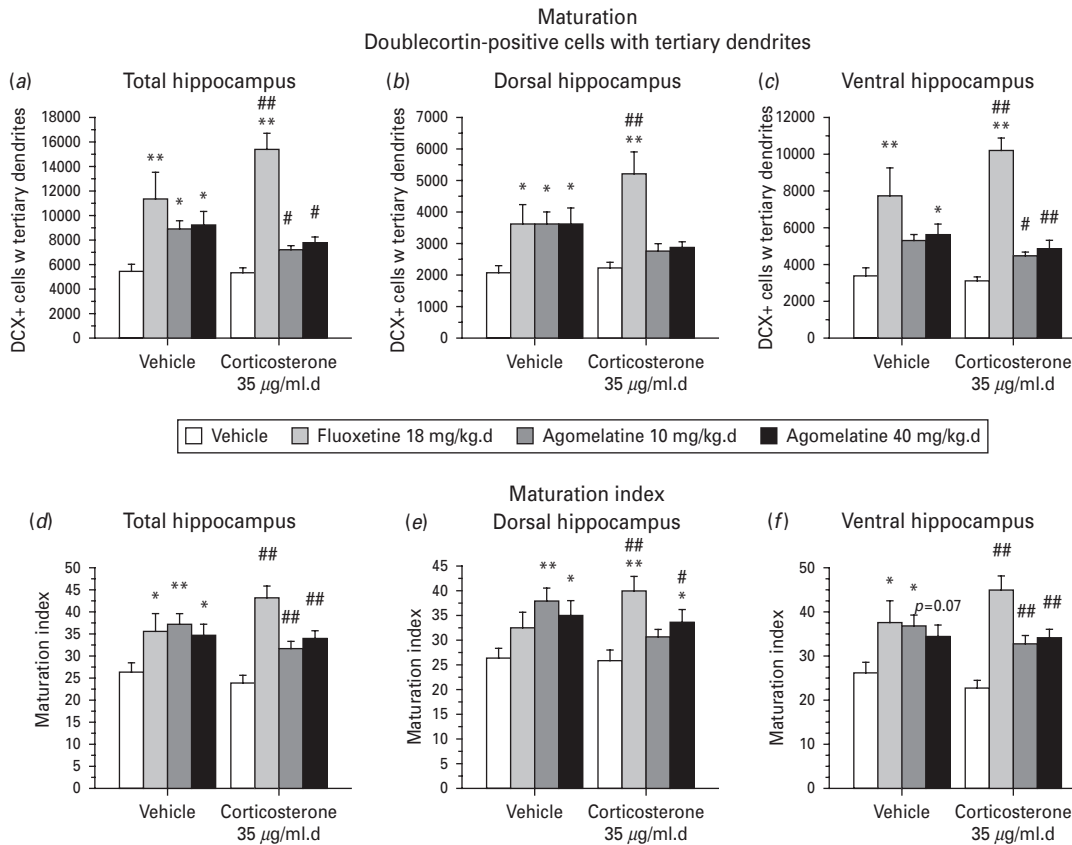 Maturation
Doublecortin-positive cells with tertiary dendrites
(a)
Total hippocampus
DCX+ cells w tertiary dendrites
18000
16000
14000
12000
10000
8000
6000
4000
2000
0
**
*
*
##
**
#
#
Vehicle
Corticosterone
35 μg/ml.d
(b)
Dorsal hippocampus
DCX+ cells w tertiary dendrites
7000
6000
5000
4000
3000
2000
1000
0
*
*
*
##
**
Vehicle
Corticosterone
35 μg/ml.d
(c)
Ventral hippocampus
DCX+ cells w tertiary dendrites
12000
10000
8000
6000
4000
2000
0
**
*
##
**
#
##
Vehicle
Corticosterone
35 μg/ml.d
Vehicle
Fluoxetine 18 mg/kg.d
Agomelatine 10 mg/kg.d
Agomelatine 40 mg/kg.d
Maturation index
(d)
Total hippocampus
Maturation index
50
45
40
35
30
25
20
15
10
5
0
*
**
*
##
##
##
Vehicle
Corticosterone
35 μg/ml.d
(e)
Dorsal hippocampus
Maturation index
45
40
35
30
25
20
15
10
5
0
**
*
##
**
#
*
Vehicle
Corticosterone
35 μg/ml.d
(f)
Ventral hippocampus
Maturation index
50
40
30
20
10
0
*
*
p=0.07
##
##
##
Vehicle
Corticosterone
35 μg/ml.d